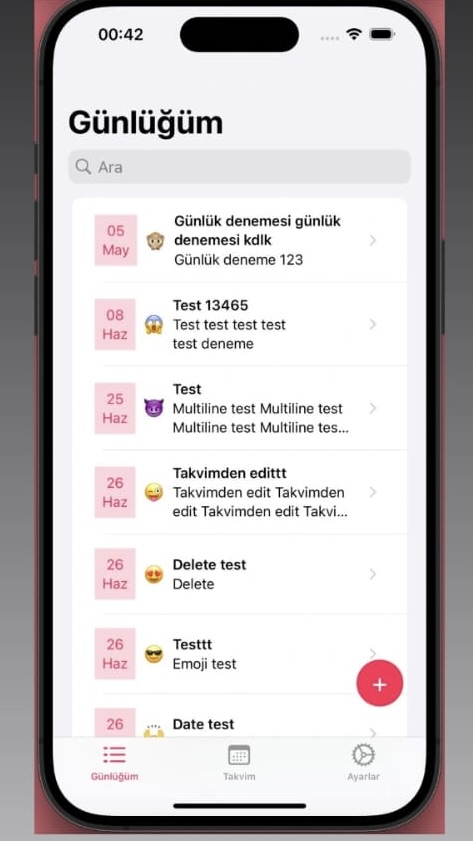 00:42
Günlüğüm
Ara
05
May
Günlük denemesi günlük
denemesi kdlk
Günlük deneme 123
08
Haz
Test 13465
Test test test test
test deneme
25
Haz
Test
Multiline test Multiline test
Multiline test Multiline tes...
26
Haz
Takvimden edittt
Takvimden edit Takvimden
edit Takvimden edit Takvi...
26
Haz
Delete test
Delete
26
Haz
Testtt
Emoji test
26
Date test
+
Günlüğüm
Takvim
Ayarlar